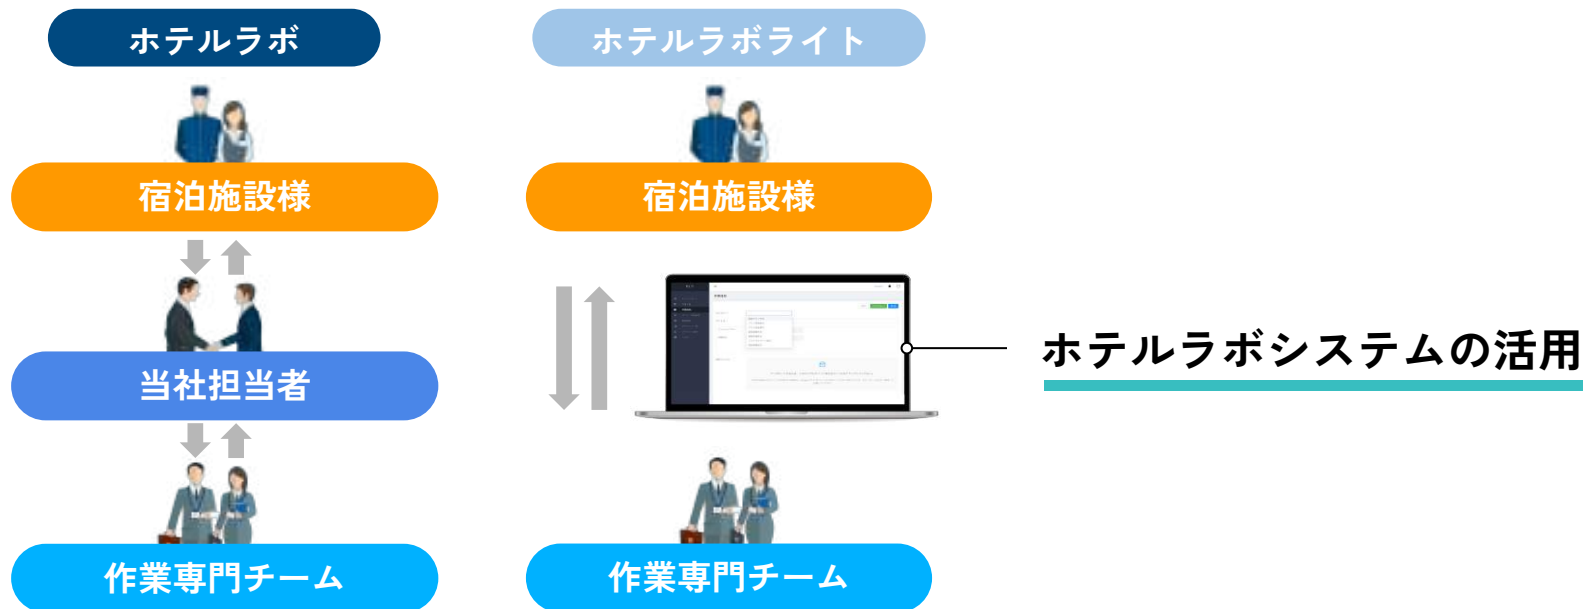 ホテルラボ
ホテルラボライト
宿泊施設様
宿泊施設様
当社担当者
ホテルラボシステムの活用
作業専門チーム
作業専門チーム